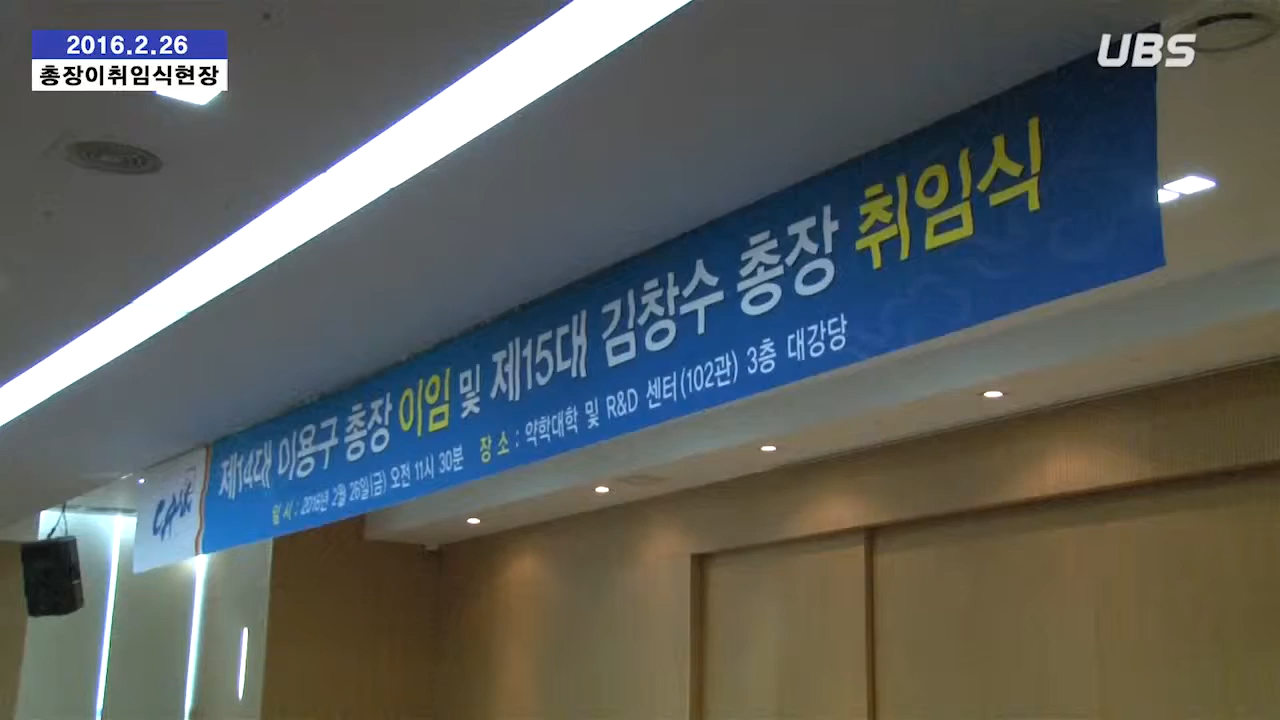 2016.2.26
총장이취임식현장
UBS
제14대 이용구 총장 이임 및 제15대 김창수 총장 취임식
일 시 : 2016년 2월 26일(금) 오전 11시 30분 장 소 : 약학대학 및 R&D 센터(102관) 3층 대강당
CAU